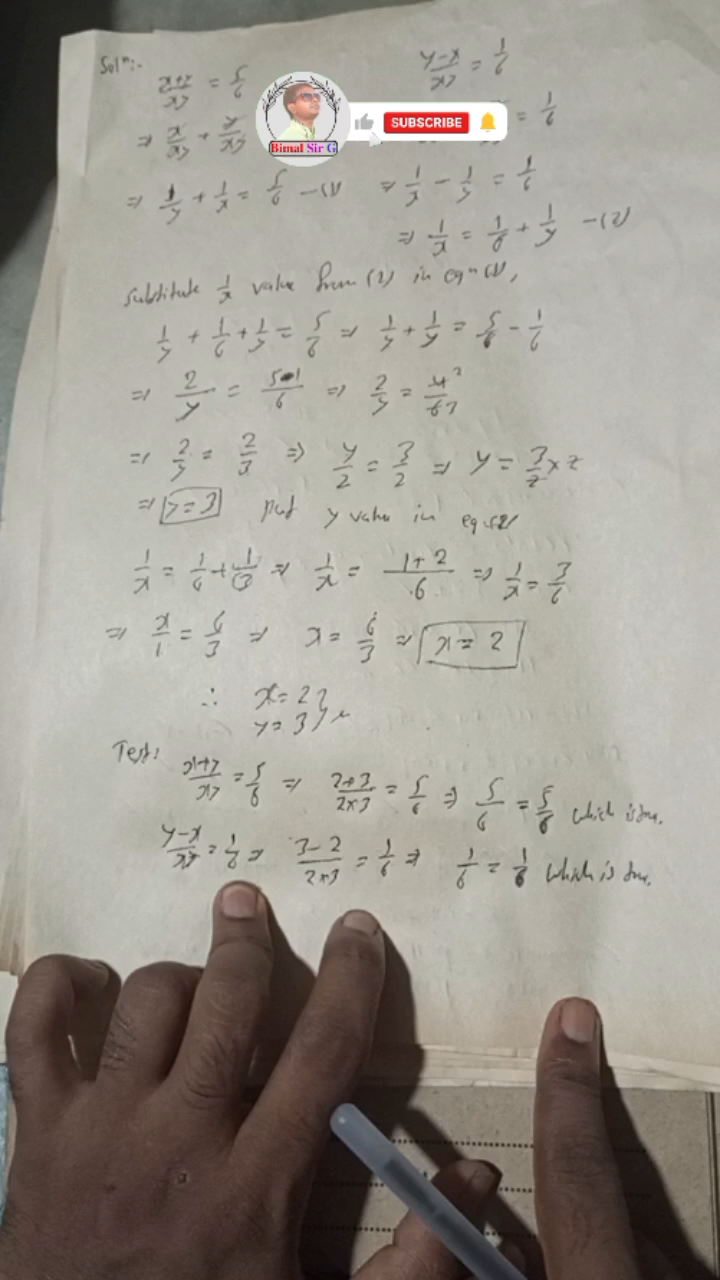 Solⁿ:- (x+y)/(xy) = 5/6    (y-x)/(xy) = 1/6
⇒ x/(xy) + y/(xy)    = 1/6
Bimal Sir G
SUBSCRIBE
⇒ 1/y + 1/x = 5/6 -(1)    ⇒ 1/x - 1/y = 1/6
⇒ 1/x = 1/6 + 1/y -(2)
Substitute 1/x value from (2) in eqn (1),
1/y + 1/6 + 1/y = 5/6 ⇒ 1/y + 1/y = 5/6 - 1/6
⇒ 2/y = (5-1)/6 ⇒ 2/y = 4²/6₃
⇒ 2/y = 2/3 ⇒ y/2 = 3/2 ⇒ y = 3/2 x 2
⇒ y = 3 put y value in eqn (2)
1/x = 1/6 + 1/3 ⇒ 1/x = (1+2)/6 ⇒ 1/x = 3/6
⇒ x/1 = 6/3 ⇒ x = 6/3 ⇒ x = 2
∴ x = 2
y = 3
Test:
(x+y)/(xy) = 5/6 ⇒ (2+3)/(2×3) = 5/6 ⇒ 5/6 = 5/6 which is true.
(y-x)/(xy) = 1/6 ⇒ (3-2)/(2×3) = 1/6 ⇒ 1/6 = 1/6 which is true.